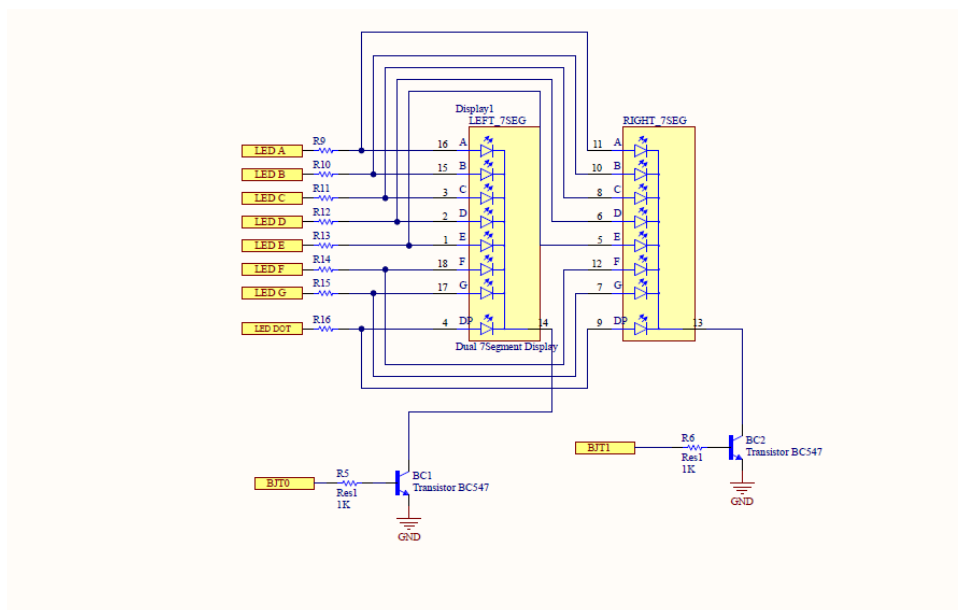 Display1
LEFT_7SEG
RIGHT_7SEG
LED A R9 16 A 11 A
LED B R10 15 B 10 B
LED C R11 3 C 8 C
LED D R12 2 D 6 D
LED E R13 1 E 5 E
LED F R14 18 F 12 F
LED G R15 17 G 7 G
LED DOT R16 4 DP 14 9 DP 13
Dual 7Segment Display
BJT1 R6 BC2
Res1 Transistor BC547
1K
GND
BJT0 R5 BC1
Res1 Transistor BC547
1K
GND